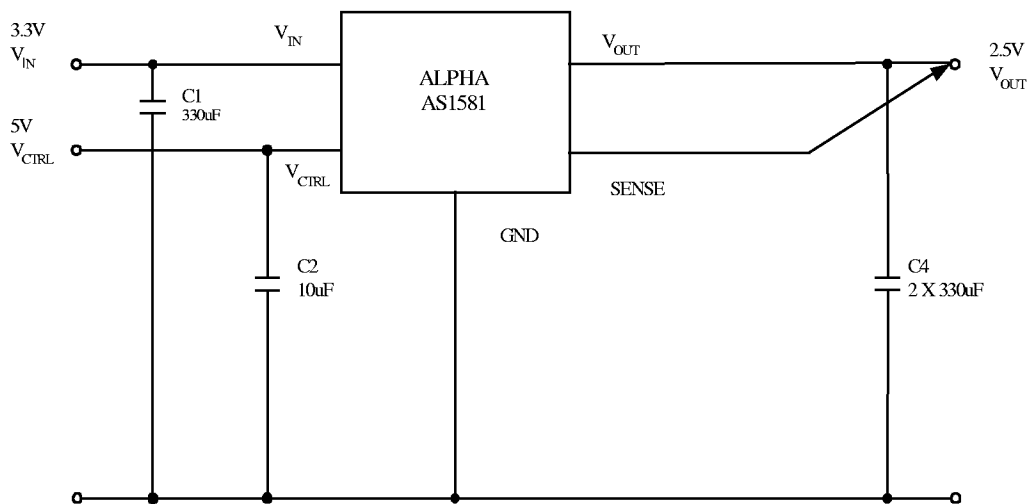 3.3V
VIN
VIN
ALPHA
AS1581
VOUT
2.5V
VOUT
C1
330uF
5V
VCTRL
VCTRL
SENSE
GND
C2
10uF
C4
2 X 330uF